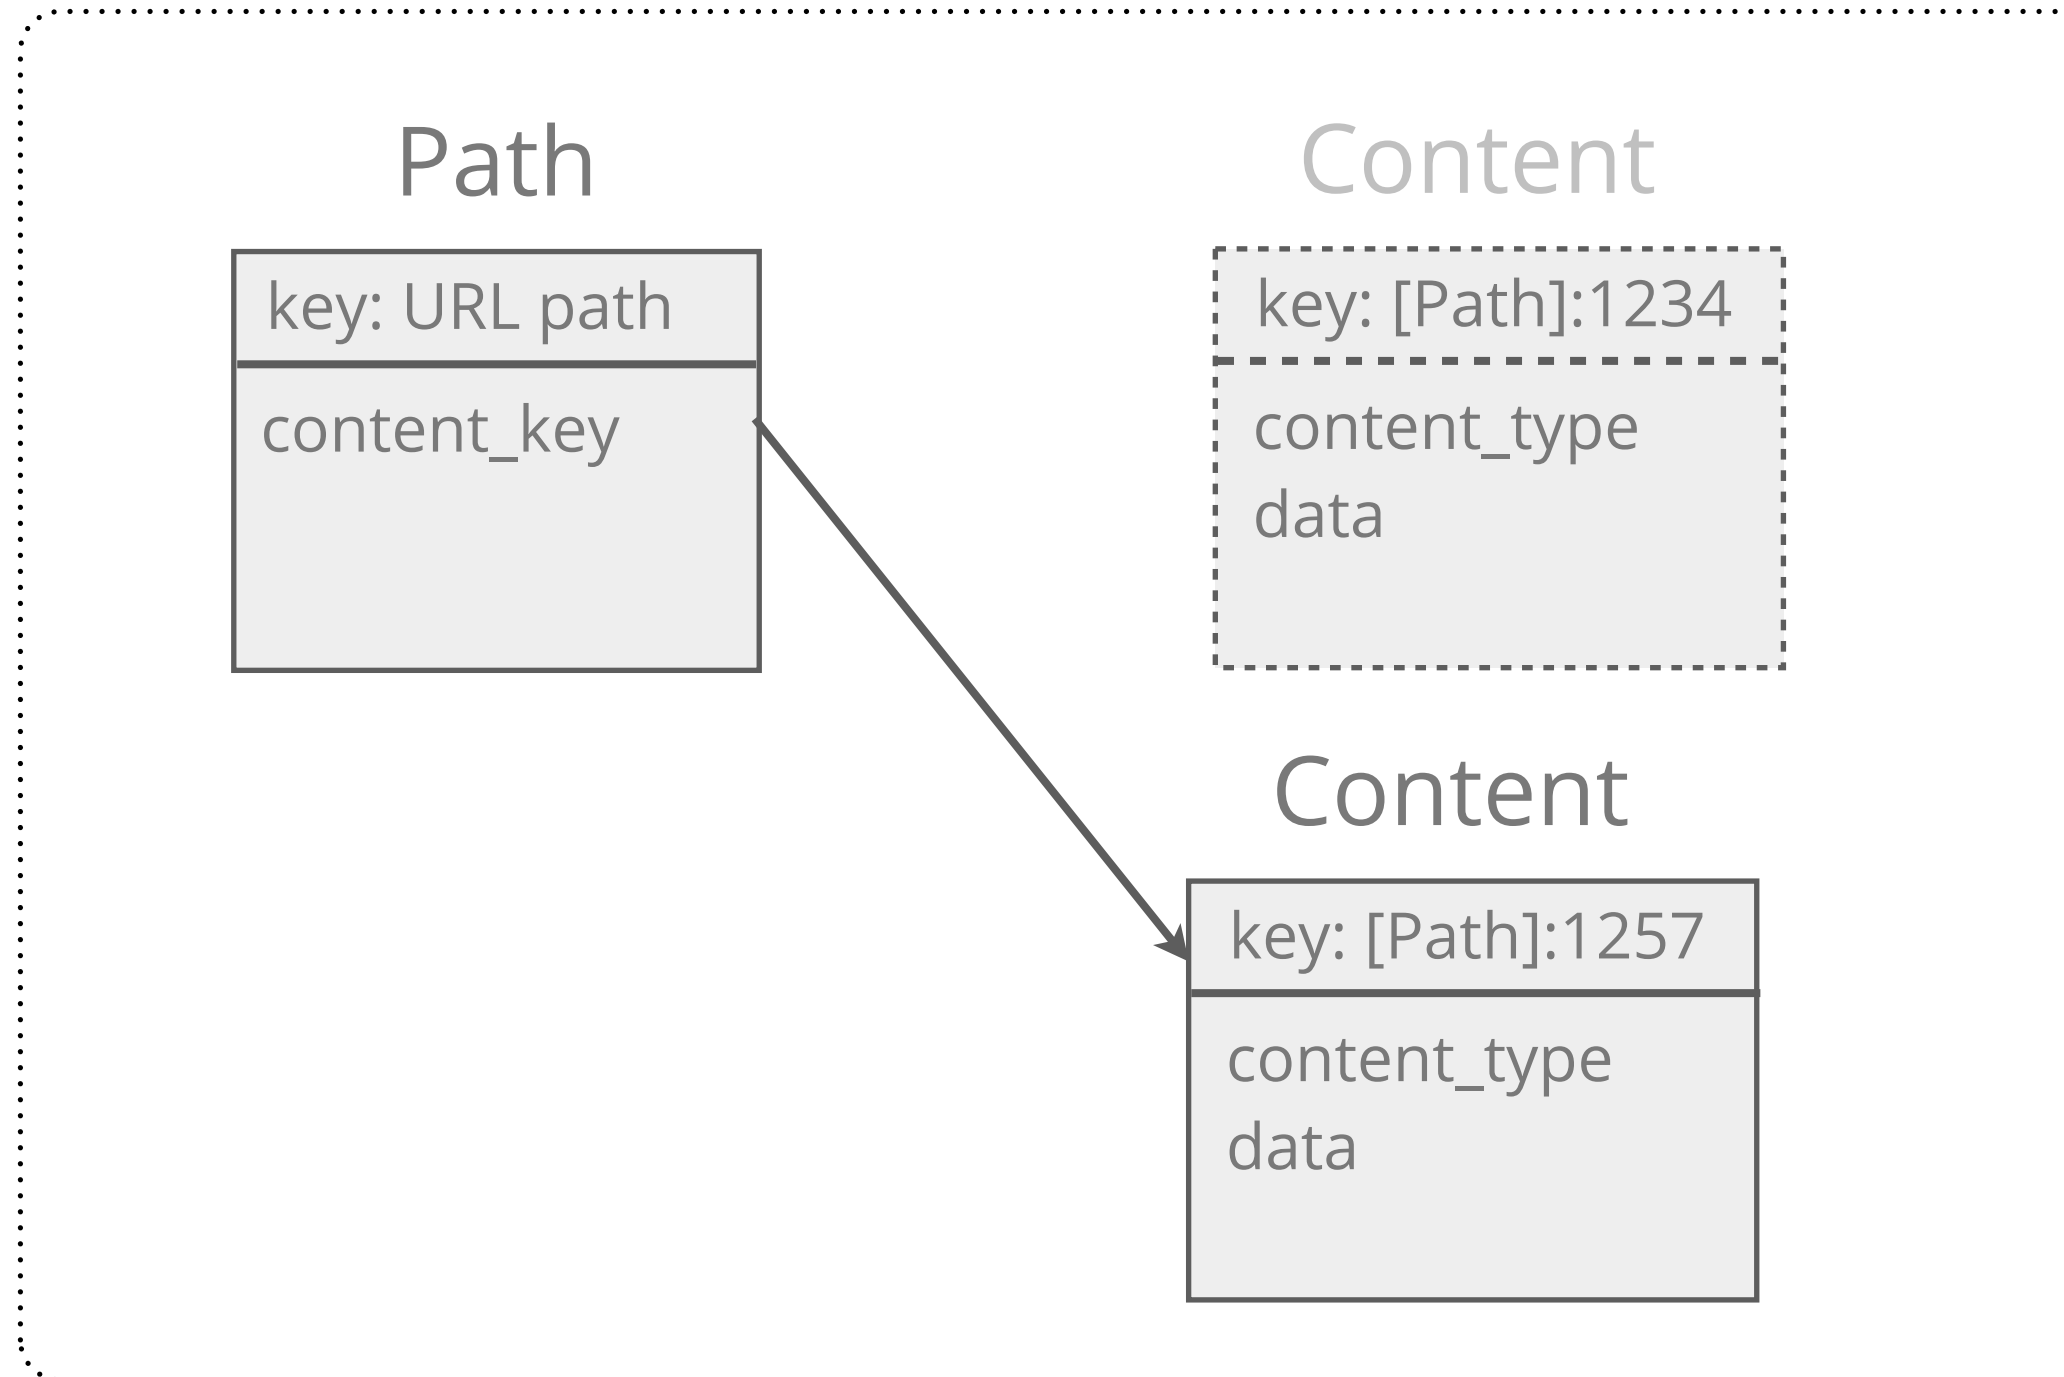 Path
key: URL path
content_key
Content
key: [Path]:1234
content_type
data
Content
key: [Path]:1257
content_type
data